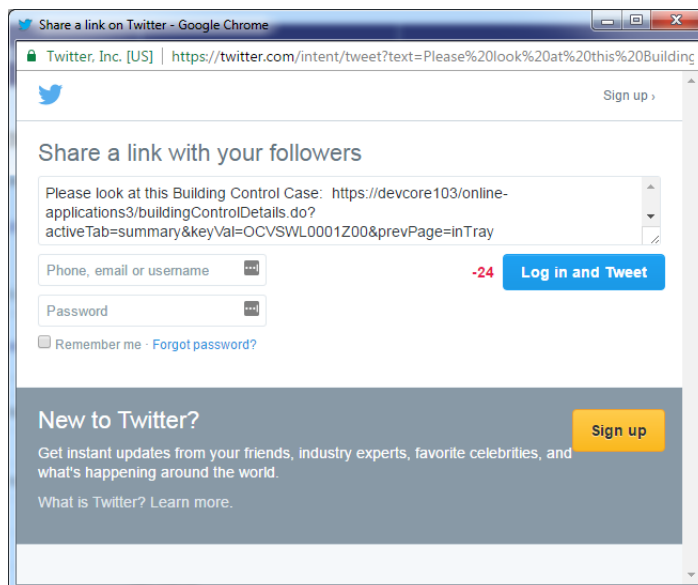 Share a link on Twitter - Google Chrome
Twitter, Inc. [US] | https://twitter.com/intent/tweet?text=Please%20look%20at%20this%20Building
Sign up ›
Share a link with your followers
Please look at this Building Control Case:  https://devcore103/online-
applications3/buildingControlDetails.do?
activeTab=summary&keyVal=OCVSWL0001Z00&prevPage=inTray
Phone, email or username
-24
Log in and Tweet
Password
Remember me · Forgot password?
New to Twitter?
Sign up
Get instant updates from your friends, industry experts, favorite celebrities, and
what's happening around the world.
What is Twitter? Learn more.